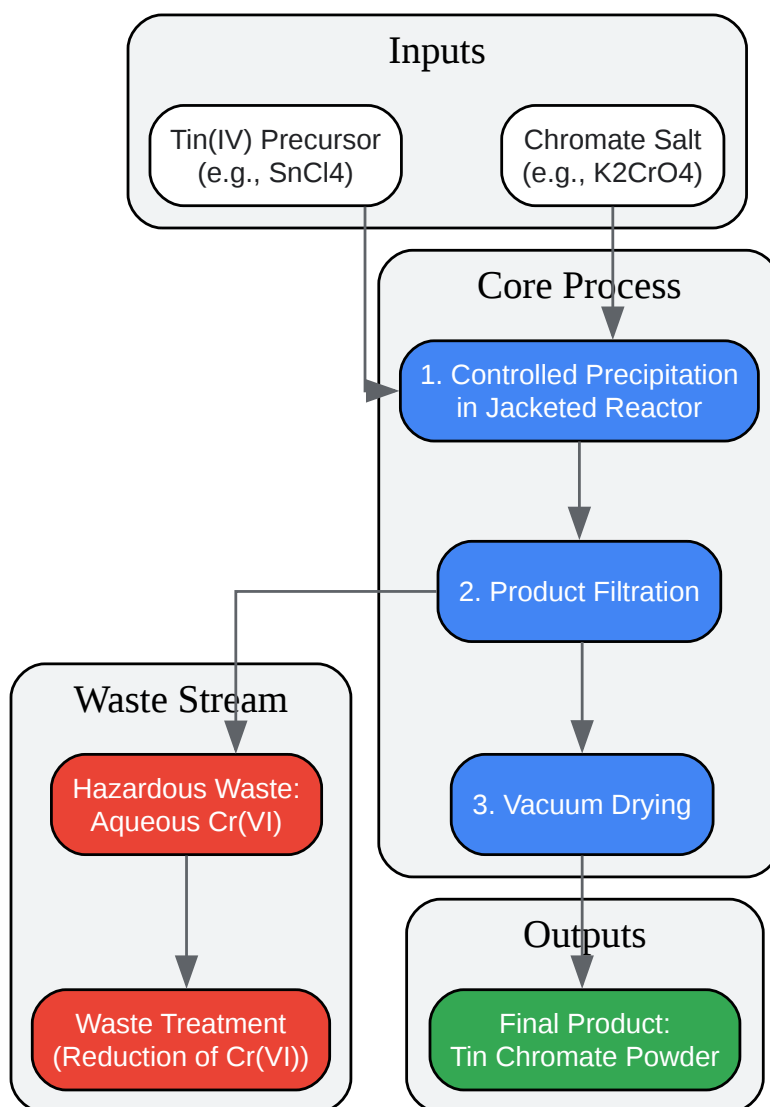 Inputs
Tin(IV) Precursor
(e.g., SnCl4)
Chromate Salt
(e.g., K2CrO4)
Core Process
1. Controlled Precipitation
in Jacketed Reactor
2. Product Filtration
Waste Stream
Hazardous Waste:
Aqueous Cr(VI)
3. Vacuum Drying
Outputs
Waste Treatment
(Reduction of Cr(VI))
Final Product:
Tin Chromate Powder